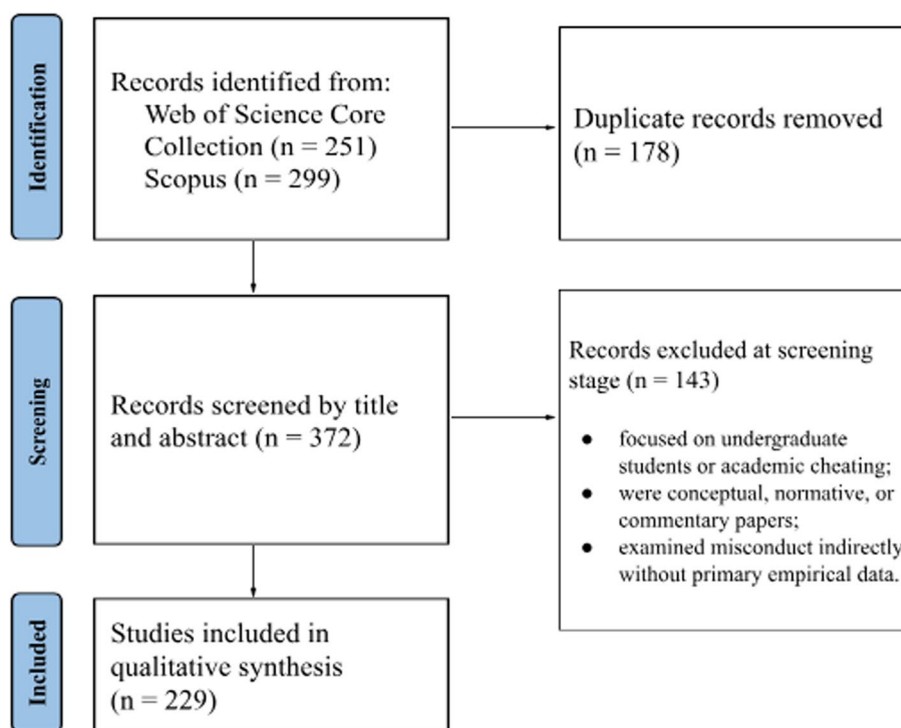 Identification
Records identified from:
Web of Science Core
Collection (n = 251)
Scopus (n = 299)
Duplicate records removed
(n = 178)
Screening
Records screened by title
and abstract (n = 372)
Records excluded at screening
stage (n = 143)
● focused on undergraduate
students or academic cheating;
● were conceptual, normative, or
commentary papers;
● examined misconduct indirectly
without primary empirical data.
Included
Studies included in
qualitative synthesis
(n = 229)